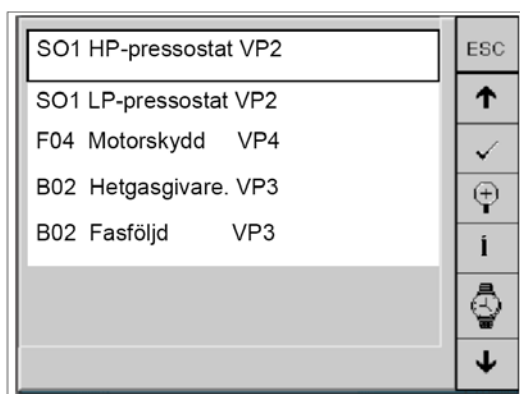 SO1 HP-pressostat VP2
SO1 LP-pressostat VP2
F04 Motorskydd VP4
B02 Hetgasgivare. VP3
B02 Fasföljd VP3
ESC
i